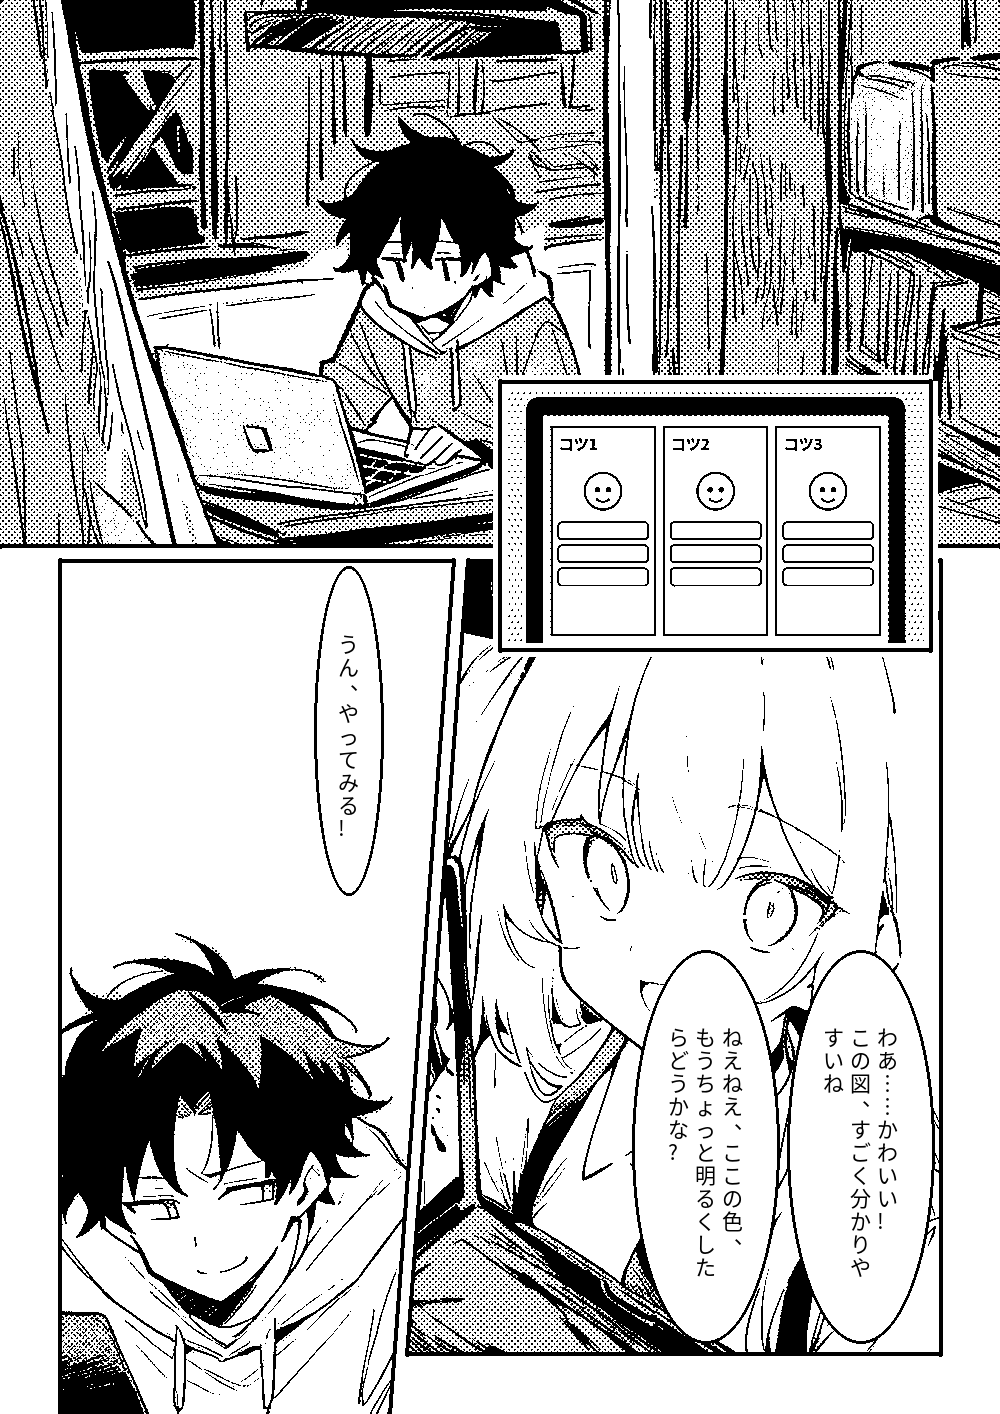 コツ1
コツ2
コツ3
わあ……かわいい!
この図、すごく分かりや
すいね
ねえねえ、ここの色、
もうちょっと明るくした
らどうかな?
うん、やってみる!